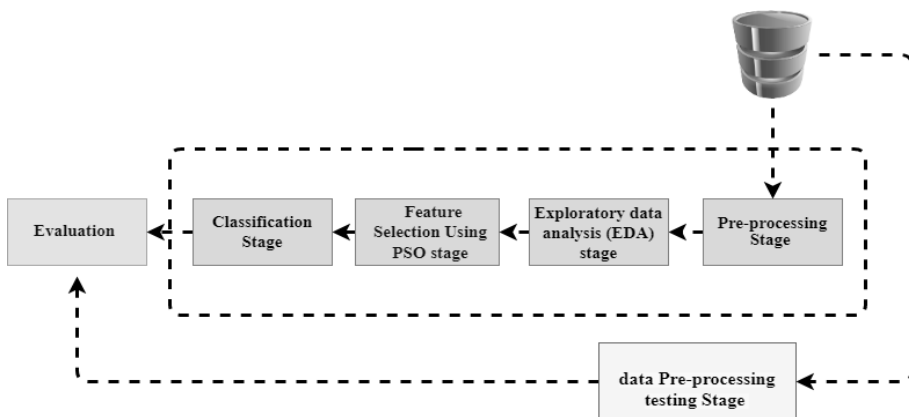 Evaluation
Classification
Stage
Feature
Selection Using
PSO stage
Exploratory data
analysis (EDA)
stage
Pre-processing
Stage
data Pre-processing
testing Stage